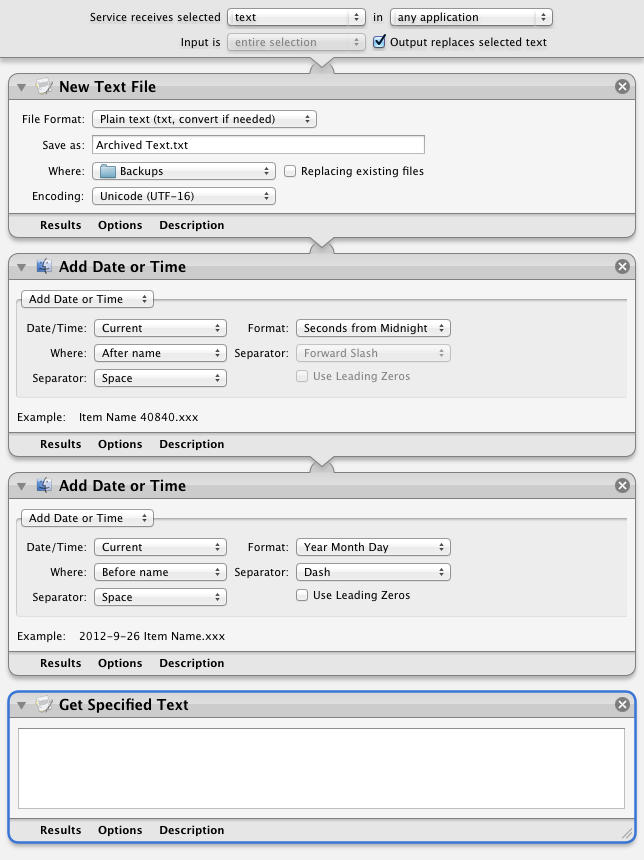 Service receives selected text in any application
Input is entire selection Output replaces selected text
New Text File
File Format: Plain text (txt, convert if needed)
Save as: Archived Text.txt
Where: Backups Replacing existing files
Encoding: Unicode (UTF-16)
Results Options Description
Add Date or Time
Add Date or Time
Date/Time: Current Format: Seconds from Midnight
Where: After name Separator: Forward Slash
Separator: Space Use Leading Zeros
Example: Item Name 40840.xxx
Results Options Description
Add Date or Time
Add Date or Time
Date/Time: Current Format: Year Month Day
Where: Before name Separator: Dash
Separator: Space Use Leading Zeros
Example: 2012-9-26 Item Name.xxx
Results Options Description
Get Specified Text
Results Options Description